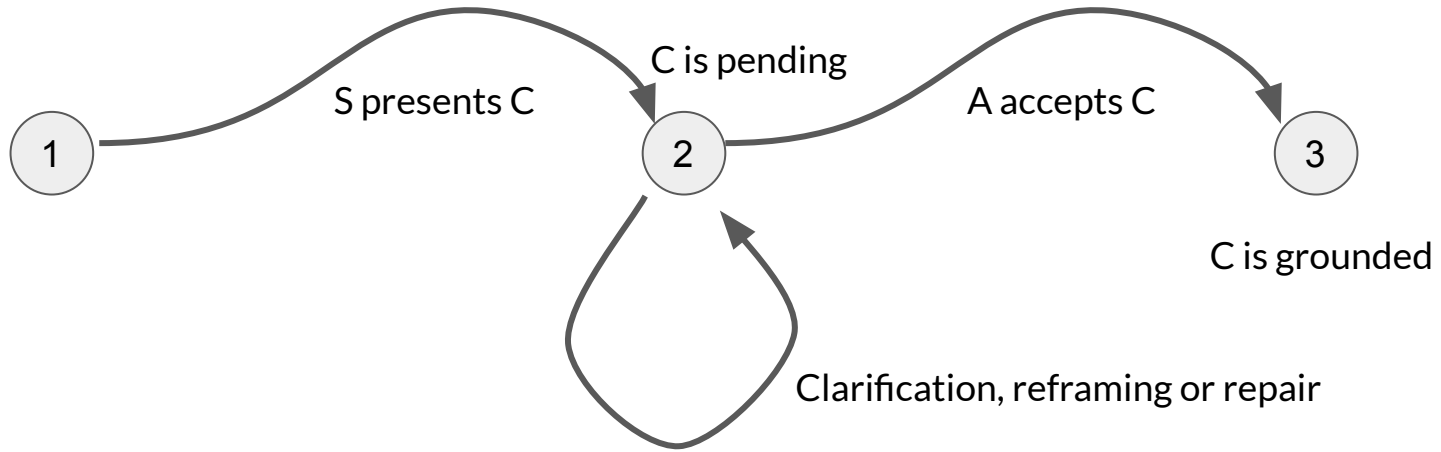 C is pending
S presents C
A accepts C
1
2
3
C is grounded
Clarification, reframing or repair